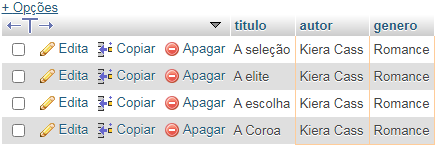 + Opções
titulo autor genero
Edita Copiar Apagar A seleção Kiera Cass Romance
Edita Copiar Apagar A elite Kiera Cass Romance
Edita Copiar Apagar A escolha Kiera Cass Romance
Edita Copiar Apagar A Coroa Kiera Cass Romance